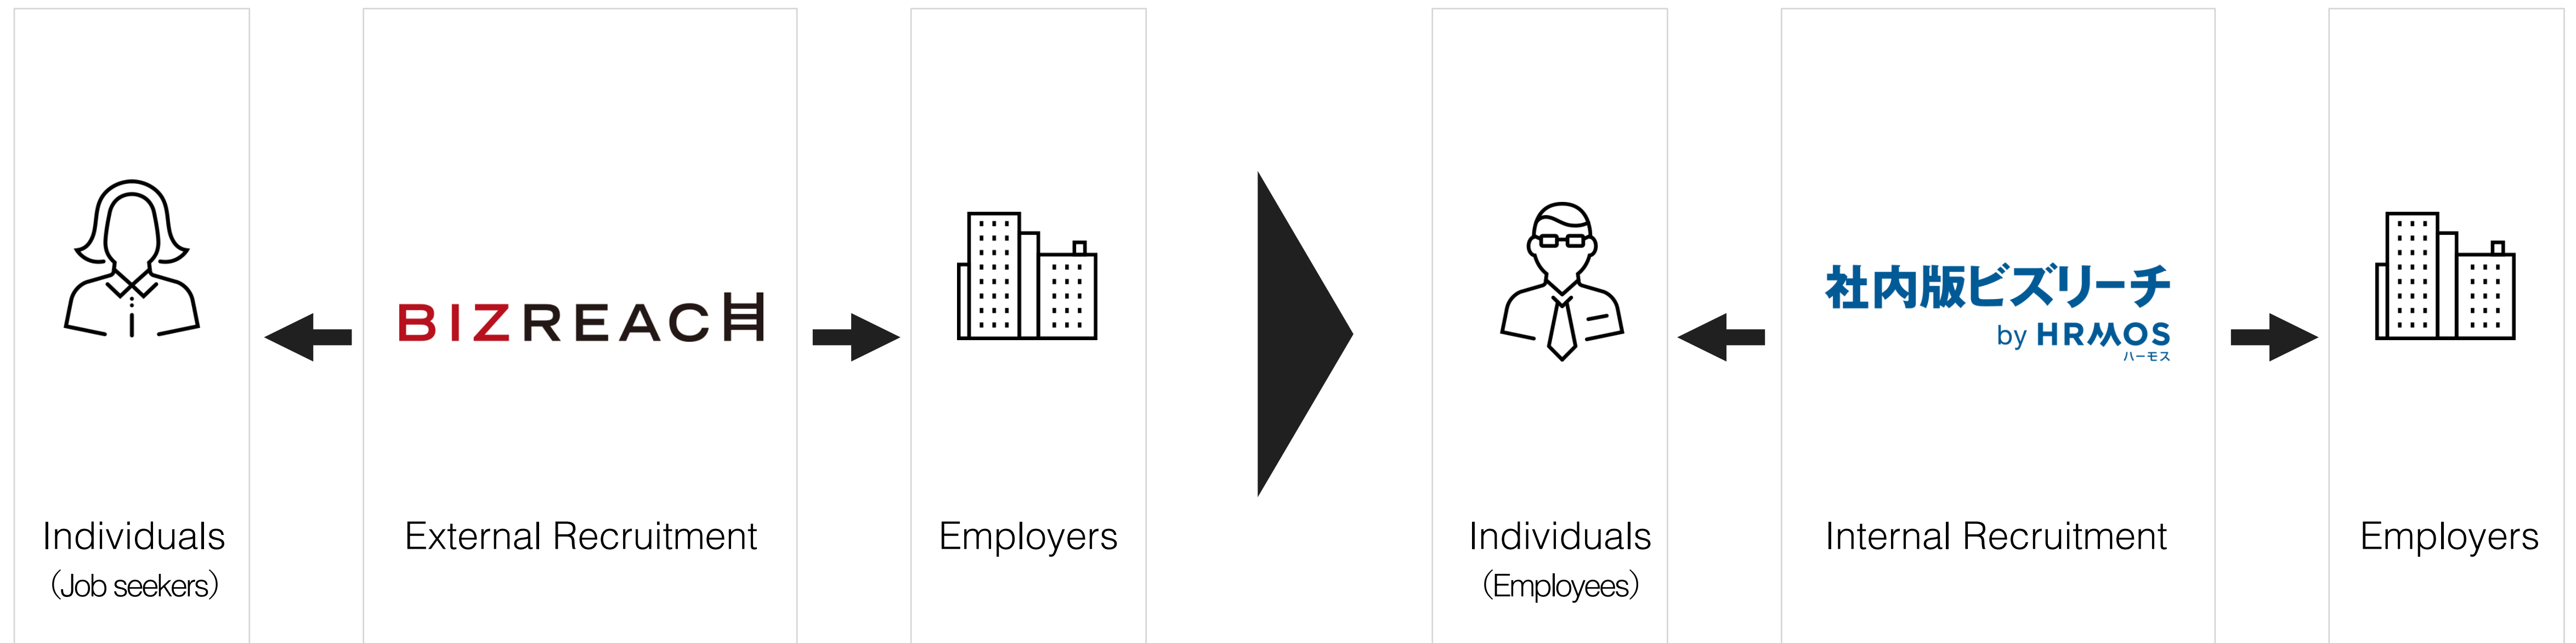 BIZREACH
Individuals
（Job seekers）
External Recruitment
Employers
社内版ビズリーチ
by HRMOS
ハーモス
Individuals
（Employees）
Internal Recruitment
Employers